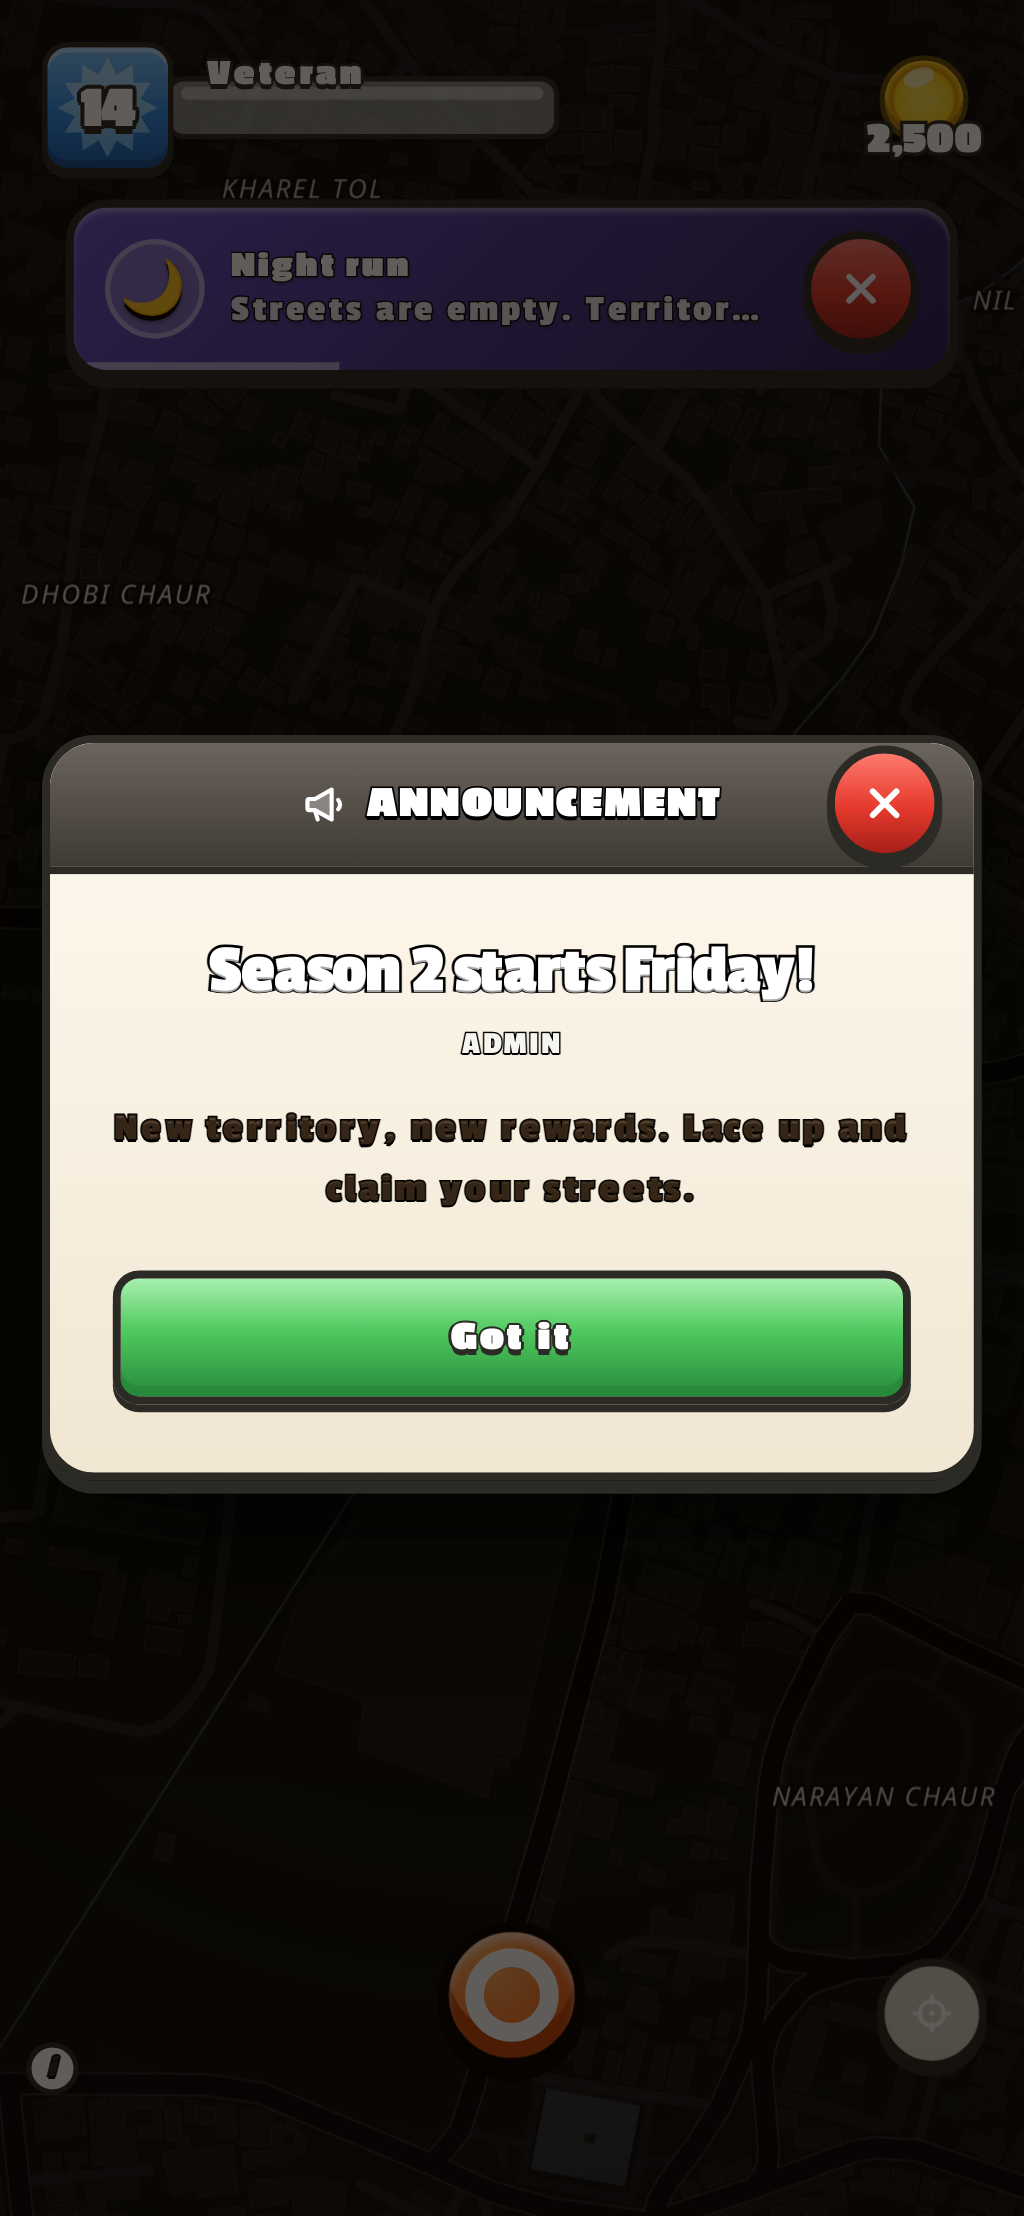 Veteran
14
2,500
KHAREL TOL
Night run
Streets are empty. Territor...
NIL
DHOBI CHAUR
ANNOUNCEMENT
Season 2 starts Friday!
ADMIN
New territory, new rewards. Lace up and
claim your streets.
Got it
NARAYAN CHAUR